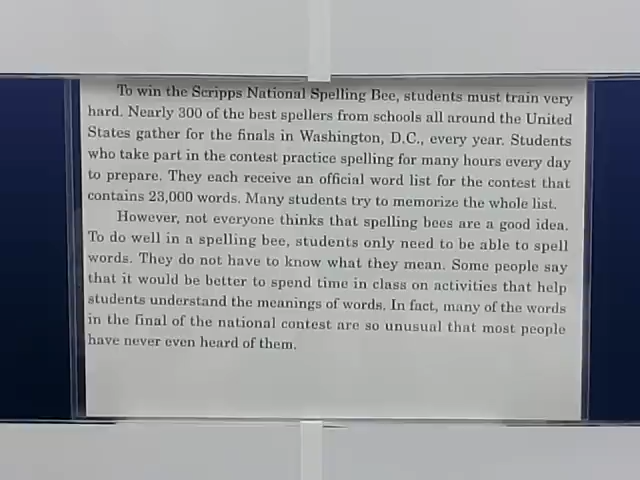 To win the Scripps National Spelling Bee, students must train very
hard. Nearly 300 of the best spellers from schools all around the United
States gather for the finals in Washington, D.C., every year. Students
who take part in the contest practice spelling for many hours every day
to prepare. They each receive an official word list for the contest that
contains 23,000 words. Many students try to memorize the whole list.
However, not everyone thinks that spelling bees are a good idea.
To do well in a spelling bee, students only need to be able to spell
words. They do not have to know what they mean. Some people say
that it would be better to spend time in class on activities that help
students understand the meanings of words. In fact, many of the words
in the final of the national contest are so unusual that most people
have never even heard of them.